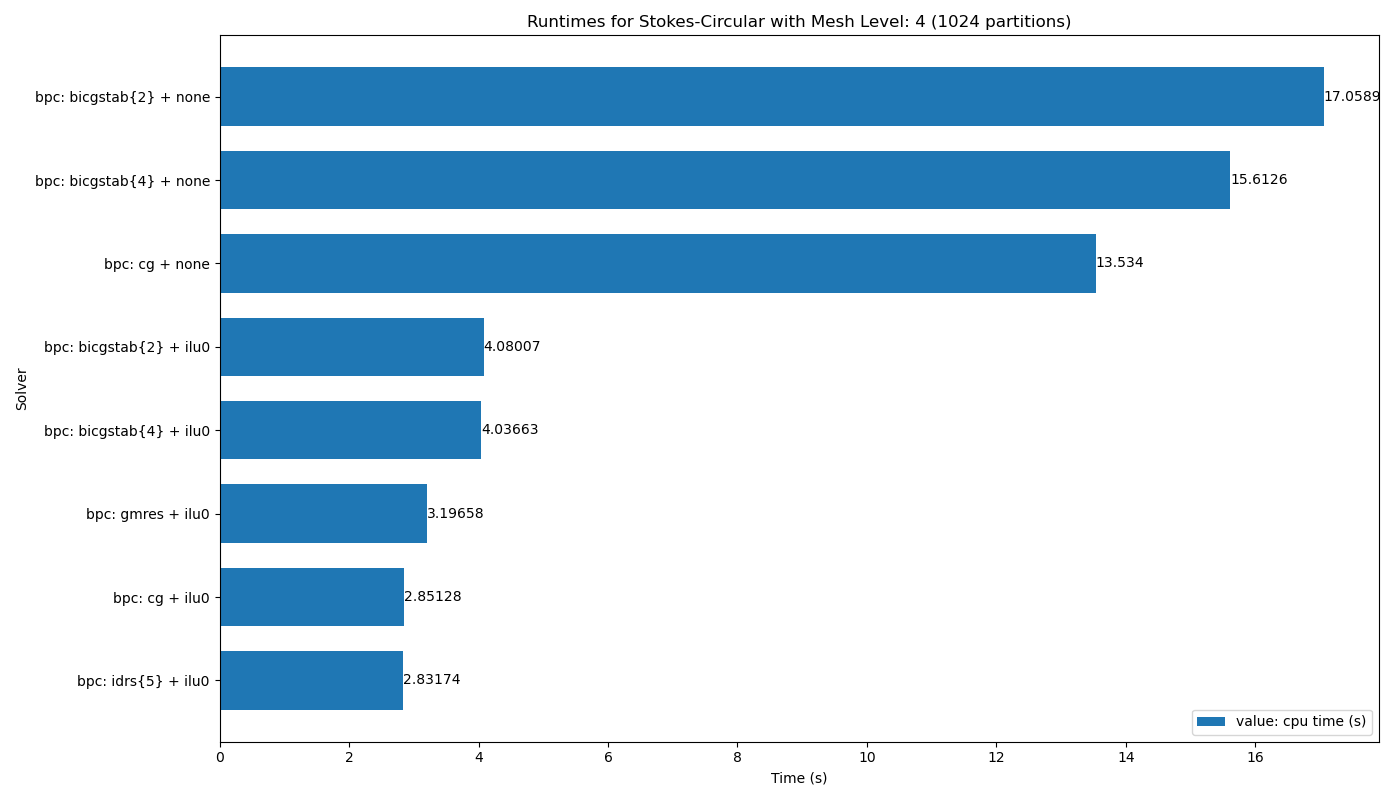 Runtimes for Stokes-Circular with Mesh Level: 4 (1024 partitions)
bpc: bicgstab{2} + none
17.0589
bpc: bicgstab{4} + none
15.6126
bpc: cg + none
13.534
bpc: bicgstab{2} + ilu0
4.08007
bpc: bicgstab{4} + ilu0
4.03663
bpc: gmres + ilu0
3.19658
bpc: cg + ilu0
2.85128
bpc: idrs{5} + ilu0
2.83174
Solver
value: cpu time (s)
0 2 4 6 8 10 12 14 16
Time (s)